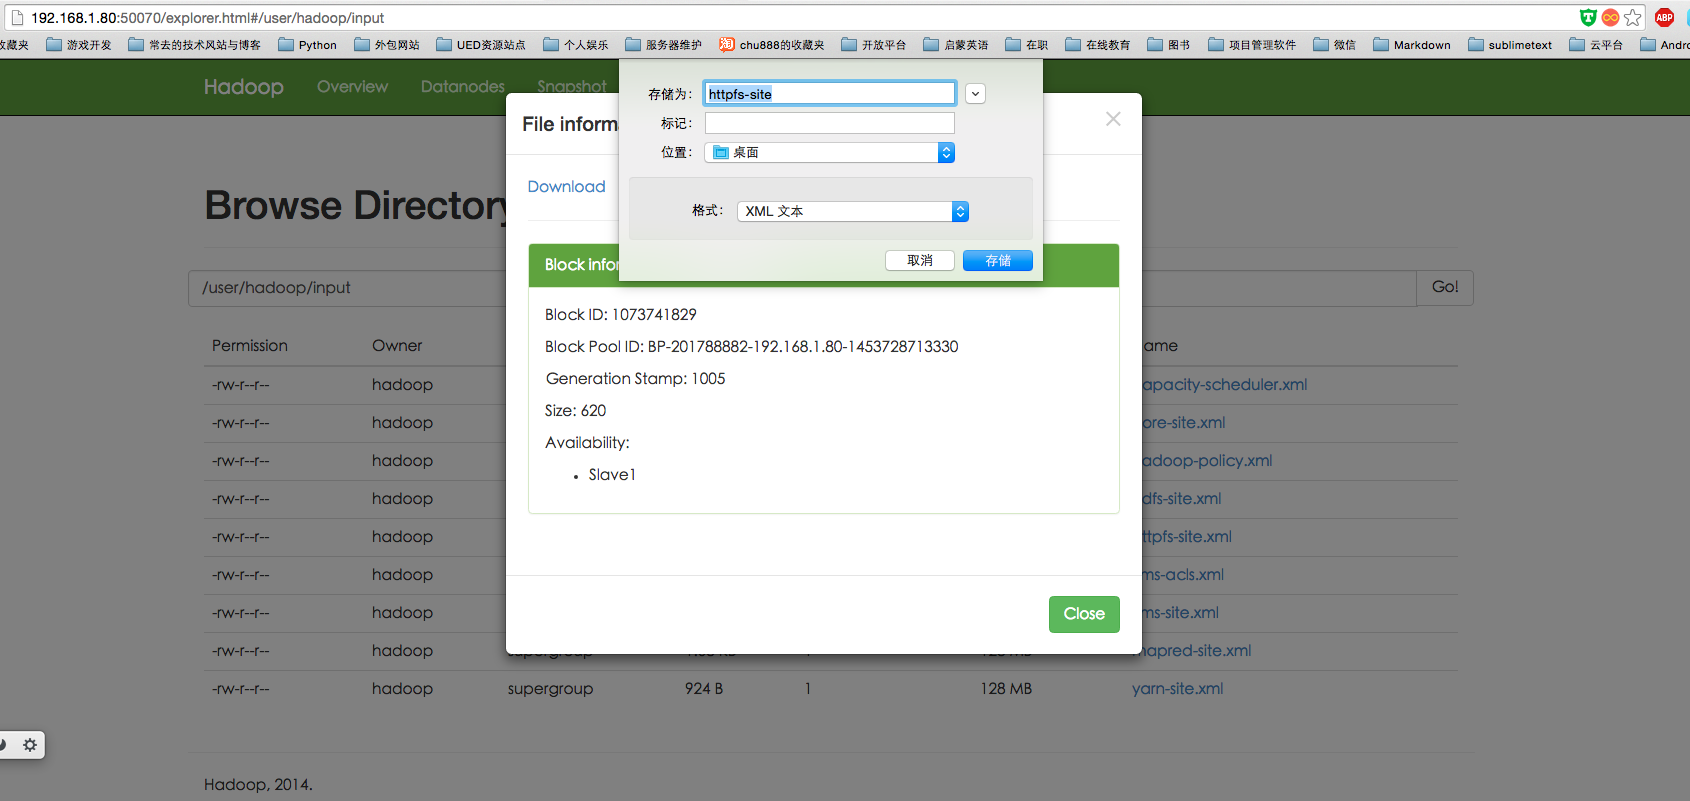 192.168.1.80:50070/explorer.html#/user/hadoop/input
ABP
收藏夹 游戏开发 常去的技术风站与博客 Python 外包网站 UED资源站点 个人娱乐 服务器维护 淘 chu888的收藏夹 开放平台 启蒙英语 在职 在线教育 图书 项目管理软件 微信 Markdown sublimetext 云平台 Andro
Hadoop Overview Datanodes Snapshot
存储为： httpfs-site
标记：
位置： 桌面
格式： XML 文本
取消 存储
File inform
Download
Browse Directory
Block infor
/user/hadoop/input Go!
Block ID: 1073741829
Block Pool ID: BP-201788882-192.168.1.80-1453728713330
Generation Stamp: 1005
Size: 620
Availability:
• Slave1
Close
Permission Owner ame
-rw-r--r-- hadoop apacity-scheduler.xml
-rw-r--r-- hadoop ore-site.xml
-rw-r--r-- hadoop adoop-policy.xml
-rw-r--r-- hadoop dfs-site.xml
-rw-r--r-- hadoop ttpfs-site.xml
-rw-r--r-- hadoop ms-acls.xml
-rw-r--r-- hadoop ms-site.xml
-rw-r--r-- hadoop mapred-site.xml
-rw-r--r-- hadoop supergroup 924 B 1 128 MB yarn-site.xml
Hadoop, 2014.